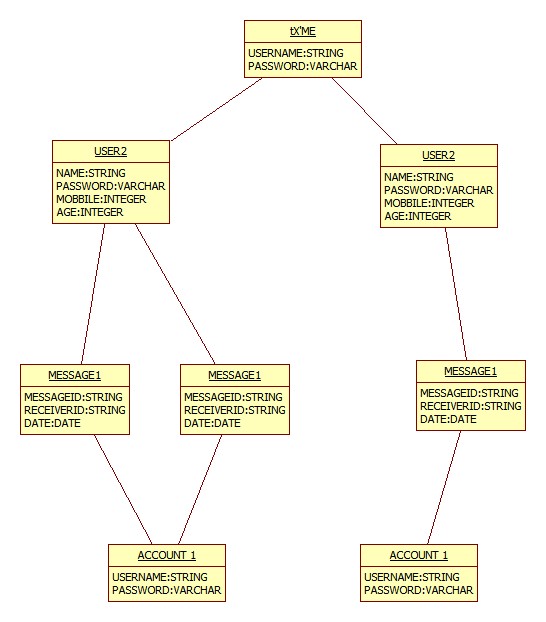 tX'ME
USERNAME:STRING
PASSWORD:VARCHAR
USER2
NAME:STRING
PASSWORD:VARCHAR
MOBBILE:INTEGER
AGE:INTEGER
USER2
NAME:STRING
PASSWORD:VARCHAR
MOBBILE:INTEGER
AGE:INTEGER
MESSAGE1
MESSAGEID:STRING
RECEIVERID:STRING
DATE:DATE
MESSAGE1
MESSAGEID:STRING
RECEIVERID:STRING
DATE:DATE
MESSAGE1
MESSAGEID:STRING
RECEIVERID:STRING
DATE:DATE
ACCOUNT 1
USERNAME:STRING
PASSWORD:VARCHAR
ACCOUNT 1
USERNAME:STRING
PASSWORD:VARCHAR